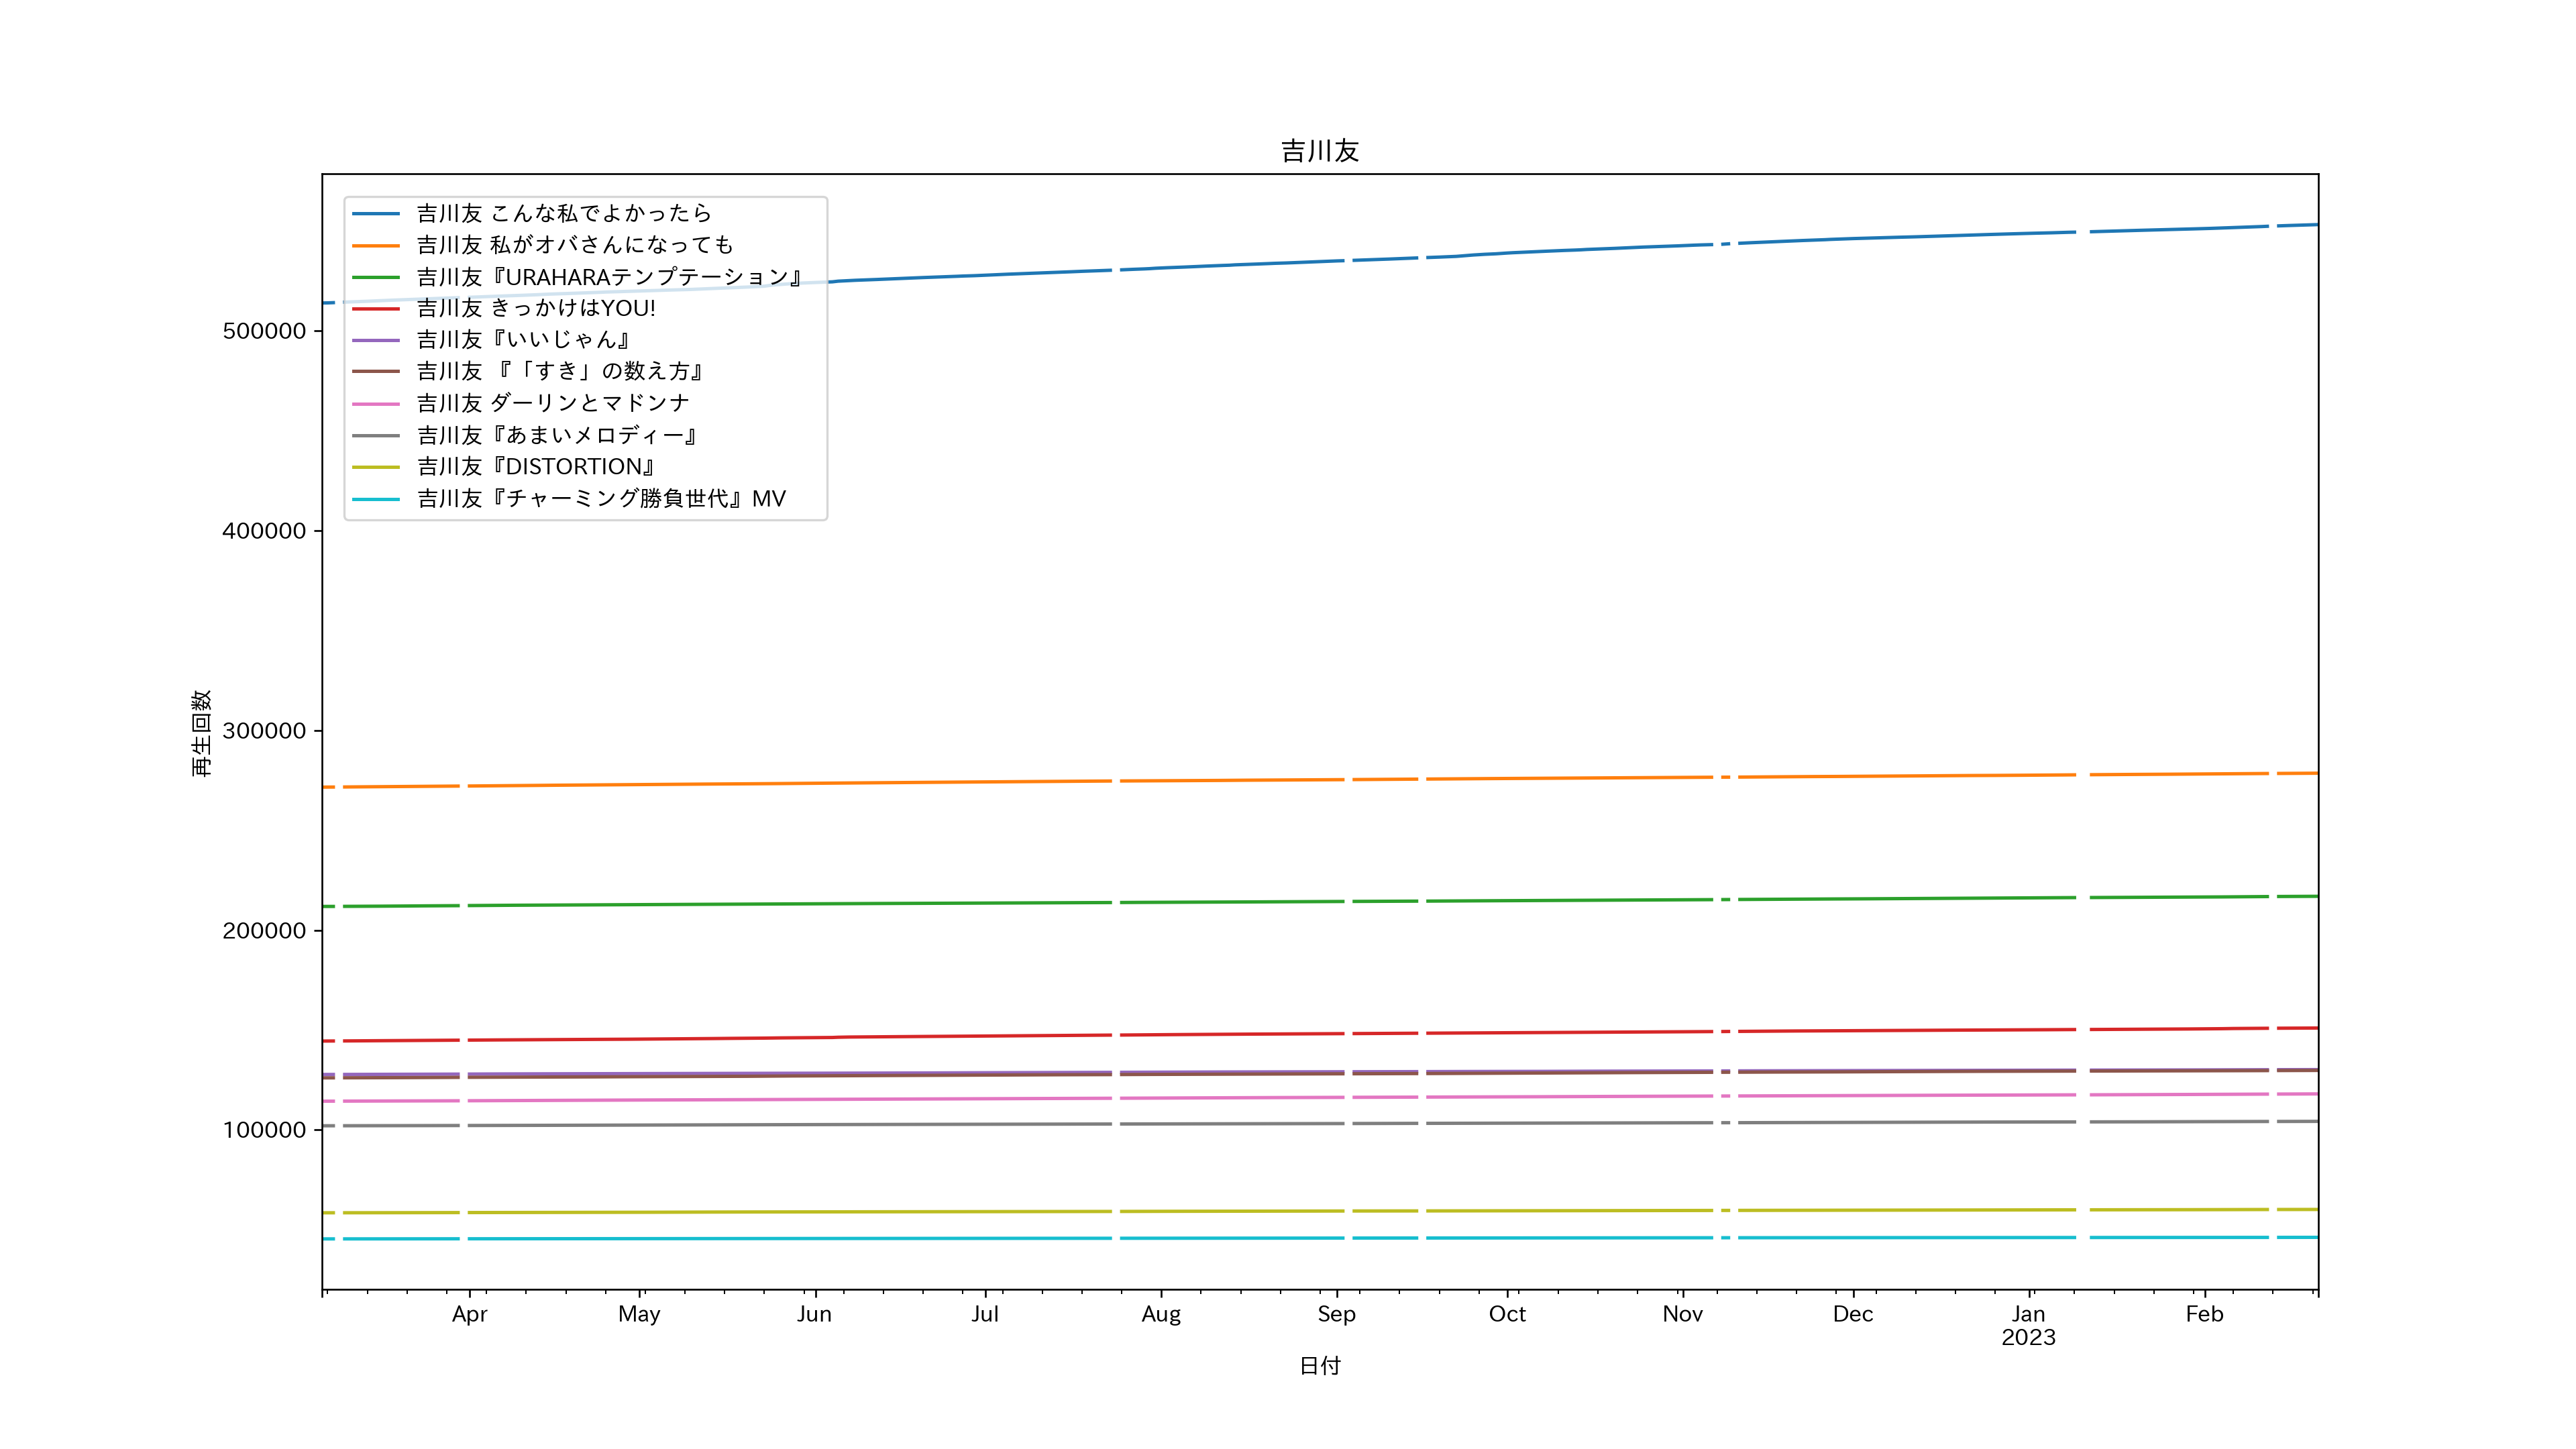 吉川友
吉川友 こんな私でよかったら
吉川友 私がオバさんになっても
吉川友『URAHARAテンプテーション』
吉川友 きっかけはYOU!
吉川友『いいじゃん』
吉川友 『「すき」の数え方』
吉川友 ダーリンとマドンナ
吉川友『あまいメロディー』
吉川友『DISTORTION』
吉川友『チャーミング勝負世代』MV
500000
400000
300000
200000
100000
再生回数
Apr May Jun Jul Aug Sep Oct Nov Dec Jan Feb
2023
日付